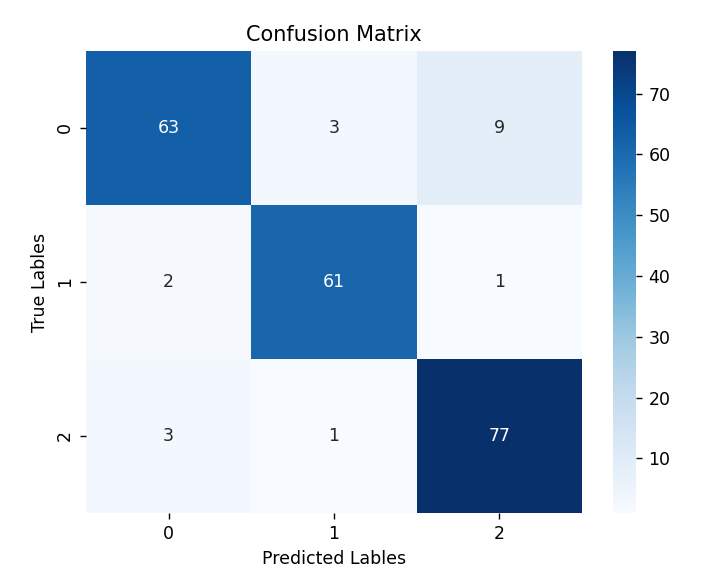 Confusion Matrix
True Lables
0
63 3 9
1
2 61 1
2
3 1 77
0 1 2
Predicted Lables
70
60
50
40
30
20
10